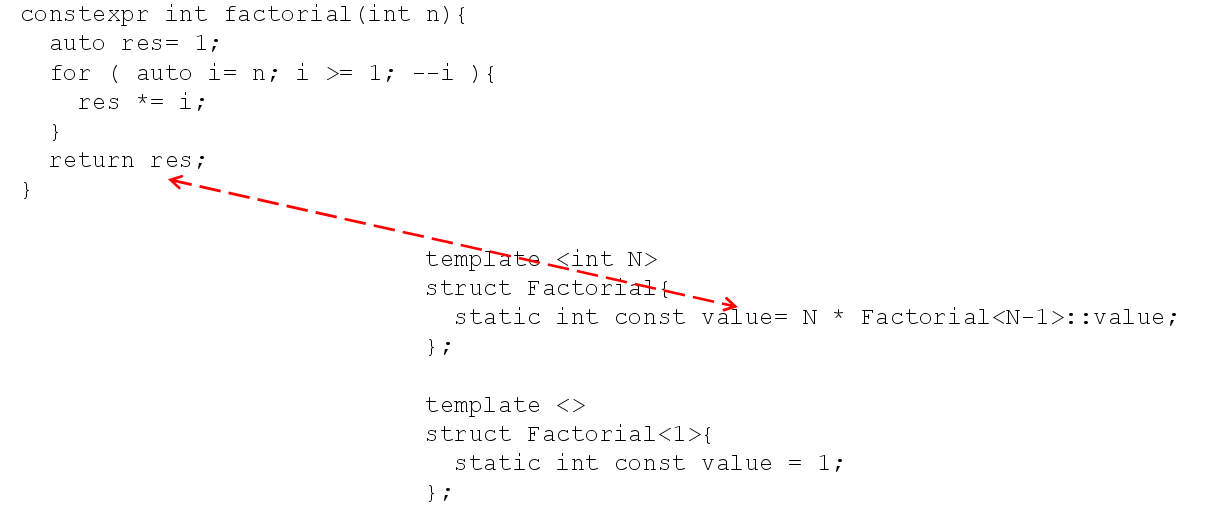 constexpr int factorial(int n){
  auto res= 1;
  for ( auto i= n; i >= 1; --i ){
    res *= i;
  }
  return res;
}
template <int N>
struct Factorial{
  static int const value= N * Factorial<N-1>::value;
};
template <>
struct Factorial<1>{
  static int const value = 1;
};